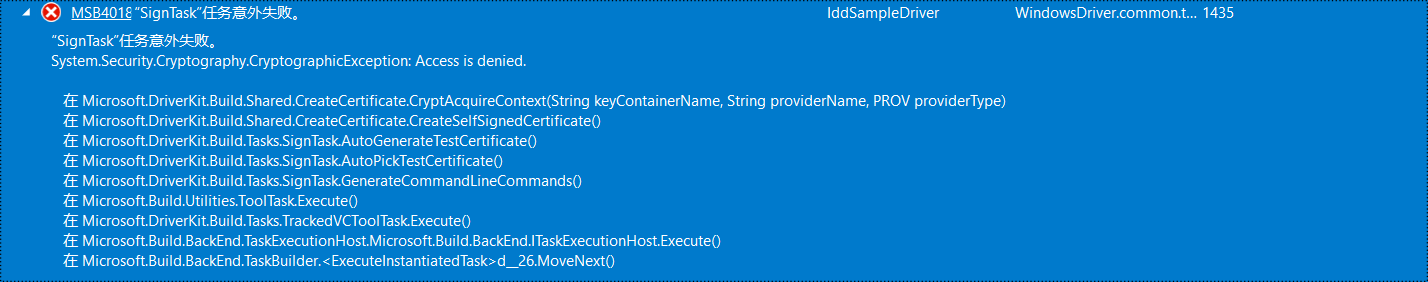 MSB4018 “SignTask”任务意外失败。 IddSampleDriver WindowsDriver.common.t... 1435
“SignTask”任务意外失败。
System.Security.Cryptography.CryptographicException: Access is denied.
在 Microsoft.DriverKit.Build.Shared.CreateCertificate.CryptAcquireContext(String keyContainerName, String providerName, PROV providerType)
在 Microsoft.DriverKit.Build.Shared.CreateCertificate.CreateSelfSignedCertificate()
在 Microsoft.DriverKit.Build.Tasks.SignTask.AutoGenerateTestCertificate()
在 Microsoft.DriverKit.Build.Tasks.SignTask.AutoPickTestCertificate()
在 Microsoft.DriverKit.Build.Tasks.SignTask.GenerateCommandLineCommands()
在 Microsoft.Build.Utilities.ToolTask.Execute()
在 Microsoft.DriverKit.Build.Tasks.TrackedVCToolTask.Execute()
在 Microsoft.Build.BackEnd.TaskExecutionHost.Microsoft.Build.BackEnd.ITaskExecutionHost.Execute()
在 Microsoft.Build.BackEnd.TaskBuilder.<ExecuteInstantiatedTask>d__26.MoveNext()